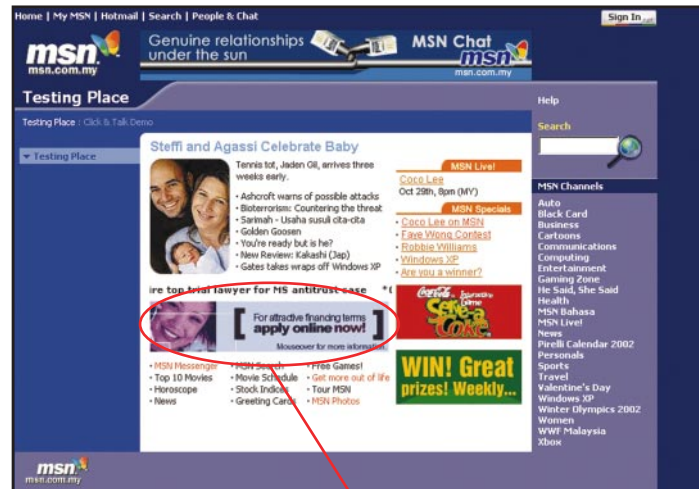 Home | My MSN | Hotmail | Search | People & Chat
Sign In
msn
msn.com.my
Genuine relationships
under the sun
MSN Chat
msn
msn.com.my
Testing Place
Testing Place : Click & Talk Demo
Testing Place
Steffi and Agassi Celebrate Baby
Tennis tot, Jaden Gil, arrives three
weeks early.
• Ashcroft warns of possible attacks
• Bioterrorism: Countering the threat
• Sarimah - Usaha susuli cita-cita
• Golden Goosen
• You're ready but is he?
• New Review: Kakashi (Jap)
• Gates takes wraps off Windows XP
MSN Live!
Coco Lee
Oct 29th, 8pm (MY)
MSN Specials
• Coco Lee on MSN
• Faye Wong Contest
• Robbie Williams
• Windows XP
• Are you a winner?
ire top trial lawyer for MS antitrust case
[ For attractive financing terms
apply online now! ]
Mouseover for more information
Coca-Cola
Serve-a
COKE
WIN! Great
prizes! Weekly...
• MSN Messenger • MSN Search • Free Games!
• Top 10 Movies • Movie Schedule • Get more out of life
• Horoscope • Stock Indices • Tour MSN
• News • Greeting Cards • MSN Photos
Help
Search
MSN Channels
Auto
Black Card
Business
Cartoons
Communications
Computing
Entertainment
Gaming Zone
He Said, She Said
Health
MSN Bahasa
MSN Live!
News
Pirelli Calendar 2002
Personals
Sports
Travel
Valentine's Day
Windows XP
Winter Olympics 2002
Women
WWF Malaysia
Xbox
msn
msn.com.my